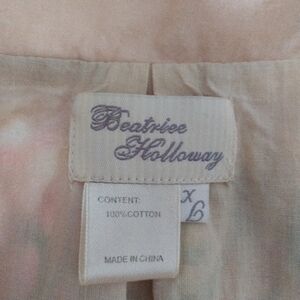 Beatrice
Holloway
XL
CONTENT:
100% COTTON
MADE IN CHINA